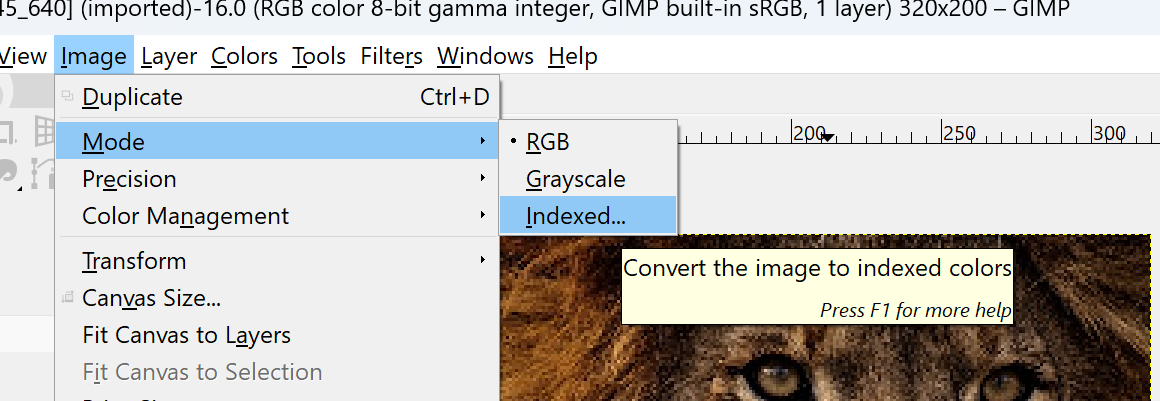 45_640] (imported)-16.0 (RGB color 8-bit gamma integer, GIMP built-in sRGB, 1 layer) 320x200 – GIMP
View Image Layer Colors Tools Filters Windows Help
Duplicate Ctrl+D
Mode
RGB
Precision
Grayscale
Color Management
Indexed...
Transform
Canvas Size...
Fit Canvas to Layers
Fit Canvas to Selection
200 250 300
Convert the image to indexed colors
Press F1 for more help